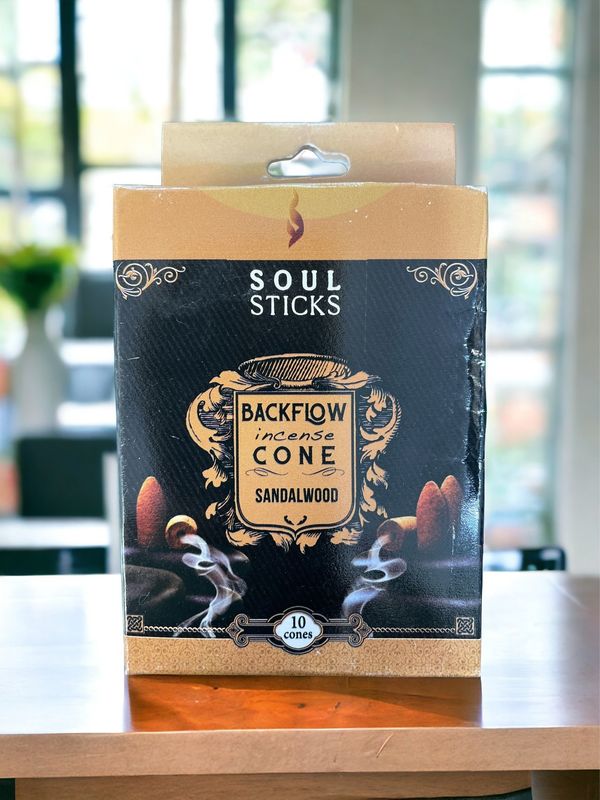 SOUL
STICKS
BACKFLOW
incense
CONE
SANDALWOOD
10
cones